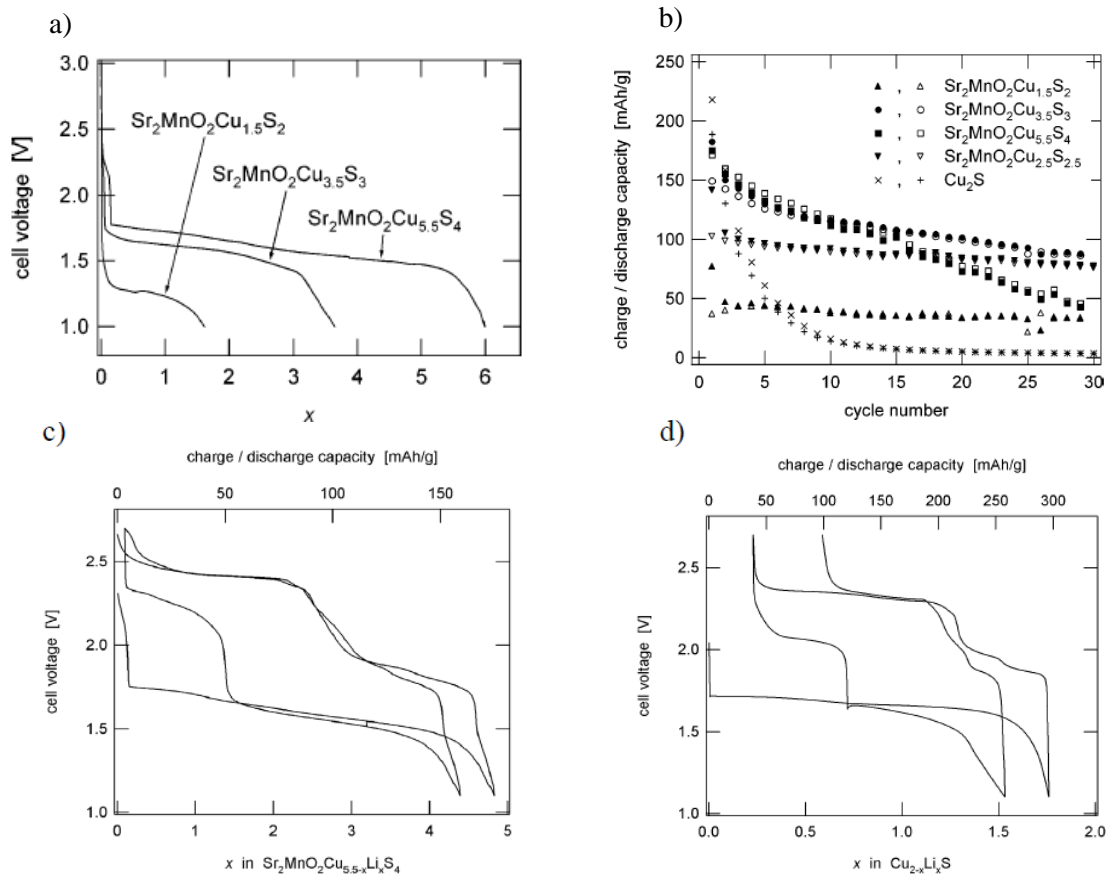 a)
cell voltage [V]
3.0
2.5
2.0
1.5
1.0
Sr₂MnO₂Cu₁.₅S₂
Sr₂MnO₂Cu₃.₅S₃
Sr₂MnO₂Cu₅.₅S₄
0 1 2 3 4 5 6
x
b)
charge / discharge capacity [mAh/g]
250
200
150
100
50
0
▲ , △ Sr₂MnO₂Cu₁.₅S₂
● , ○ Sr₂MnO₂Cu₃.₅S₃
■ , □ Sr₂MnO₂Cu₅.₅S₄
▼ , ▽ Sr₂MnO₂Cu₂.₅S₂.₅
× , + Cu₂S
0 5 10 15 20 25 30
cycle number
c)
charge / discharge capacity [mAh/g]
0 50 100 150
cell voltage [V]
2.5
2.0
1.5
1.0
0 1 2 3 4 5
x in Sr₂MnO₂Cu₅.₅₋ₓLiₓS₄
d)
charge / discharge capacity [mAh/g]
0 50 100 150 200 250 300
cell voltage [V]
2.5
2.0
1.5
1.0
0.0 0.5 1.0 1.5 2.0
x in Cu₂₋ₓLiₓS